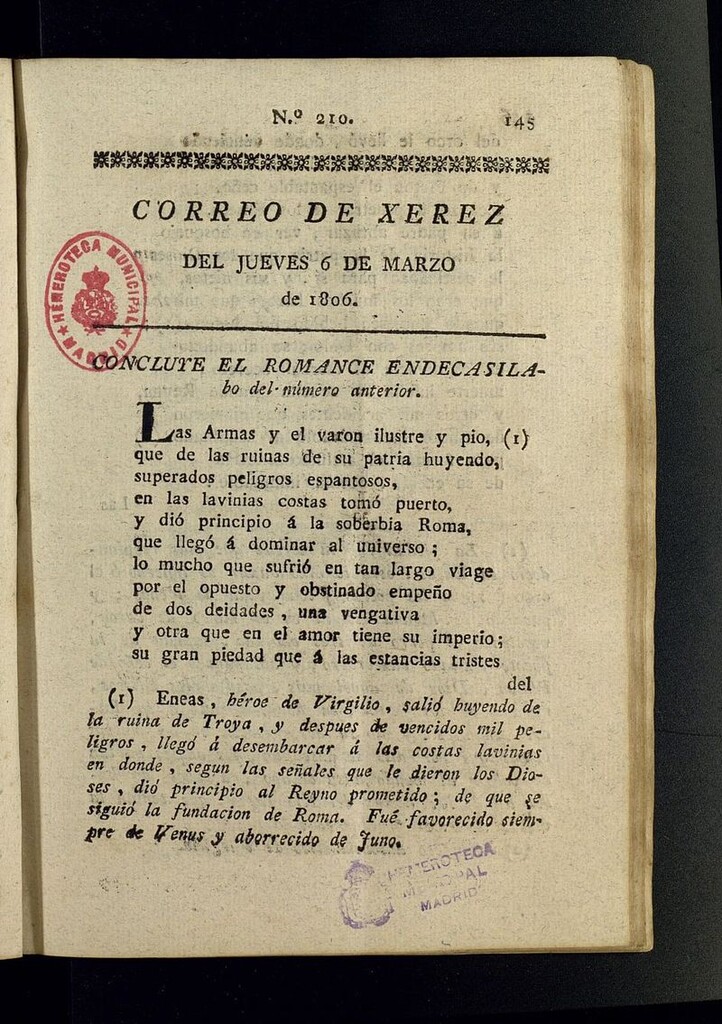 N.º 210.
145
CORREO DE XEREZ
DEL JUEVES 6 DE MARZO
de 1806.
HEMEROTECA MUNICIPAL
MADRID
CONCLUYE EL ROMANCE ENDECASILA-
bo del número anterior.
Las Armas y el varon ilustre y pio, (1)
que de las ruinas de su patria huyendo,
superados peligros espantosos,
en las lavinias costas tomó puerto,
y dió principio á la soberbia Roma,
que llegó á dominar al universo ;
lo mucho que sufrió en tan largo viage
por el opuesto y obstinado empeño
de dos deidades , una vengativa
y otra que en el amor tiene su imperio;
su gran piedad que á las estancias tristes
del
(1) Eneas , héroe de Virgilio , salió huyendo de
la ruina de Troya , y despues de vencidos mil pe-
ligros , llegó á desembarcar á las costas lavinias
en donde , segun las señales que le dieron los Dio-
ses , dió principio al Reyno prometido ; de que se
siguió la fundacion de Roma. Fué favorecido siem-
pre de Venus y aborrecido de Juno.
HEMEROTECA
MUNICIPAL
MADRID